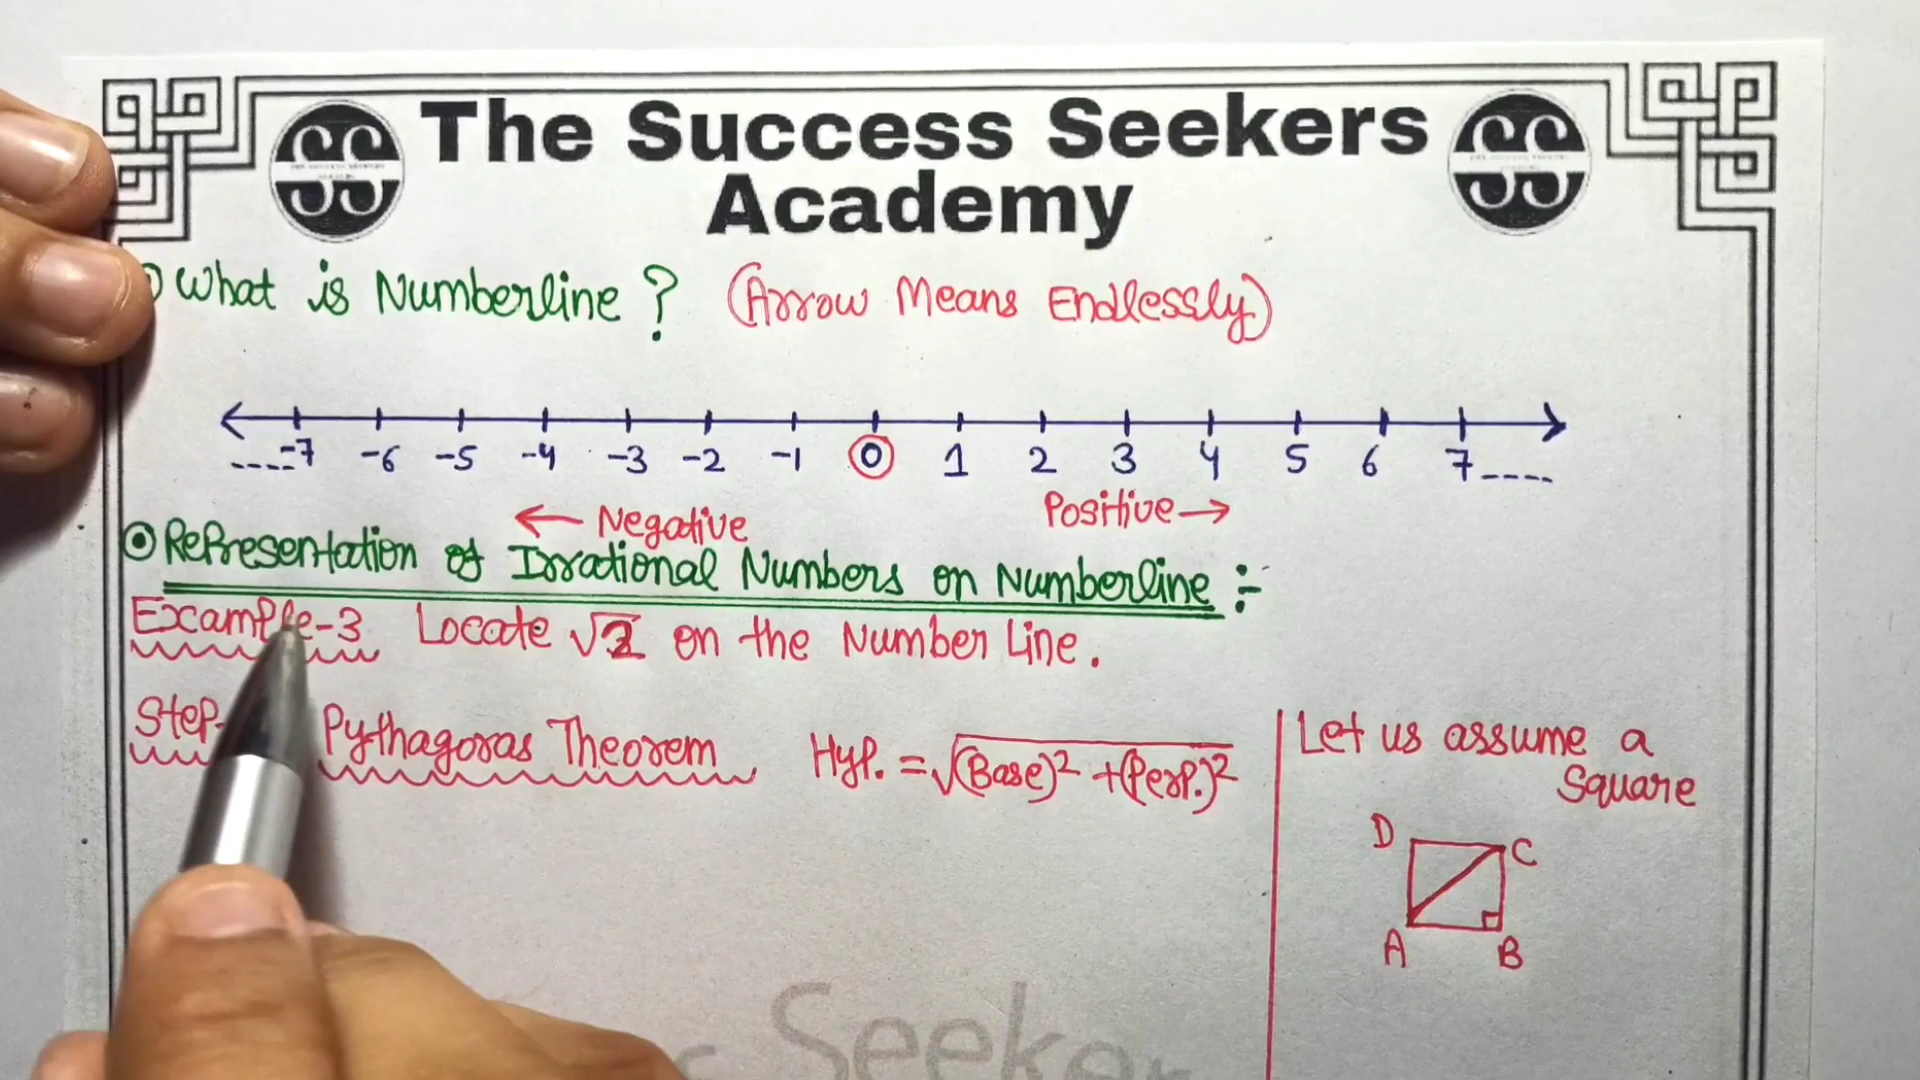 The Success Seekers
Academy
What is Numberline? (Arrow Means Endlessly)
----7 -6 -5 -4 -3 -2 -1 0 1 2 3 4 5 6 7-----
← Negative Positive →
Representation of Irrational Numbers on Numberline :-
Example-3 Locate √2 on the Number Line.
Step- Pythagoras Theorem Hyp. = √(Base)² + (Perp.)²
Let us assume a
Square
D C
A B
Seeker